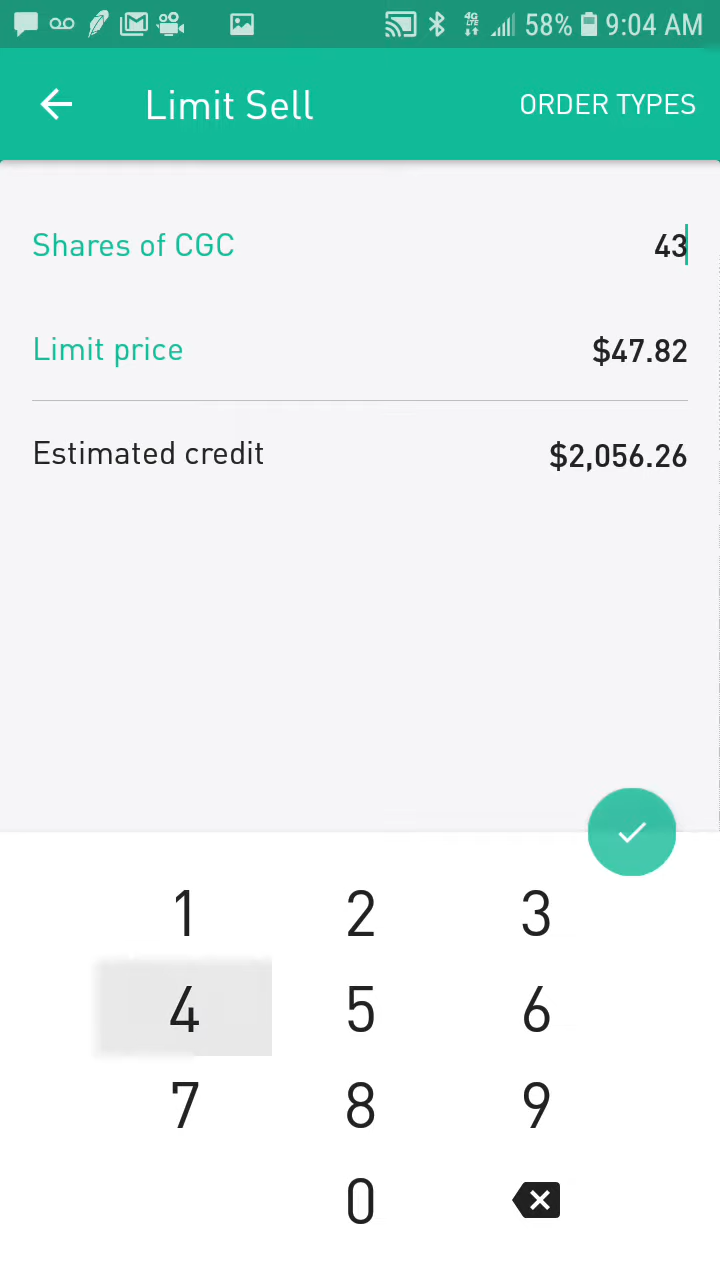 58% 9:04 AM
Limit Sell ORDER TYPES
Shares of CGC 43
Limit price $47.82
Estimated credit $2,056.26
1 2 3
4 5 6
7 8 9
0